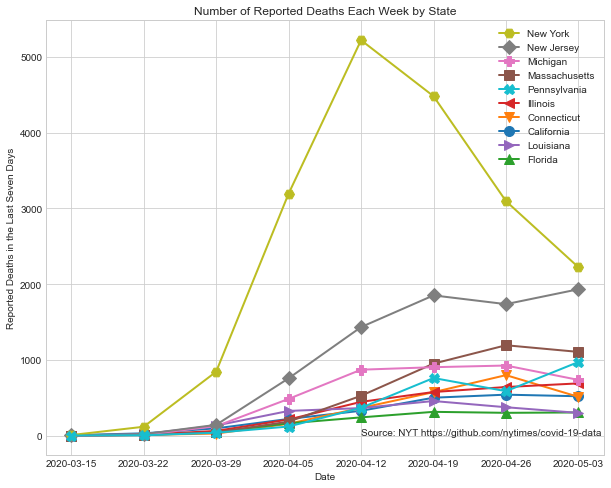 Number of Reported Deaths Each Week by State
New York
New Jersey
Michigan
Massachusetts
Pennsylvania
Illinois
Connecticut
California
Louisiana
Florida
Reported Deaths in the Last Seven Days
5000
4000
3000
2000
1000
0
Source: NYT https://github.com/nytimes/covid-19-data
2020-03-15 2020-03-22 2020-03-29 2020-04-05 2020-04-12 2020-04-19 2020-04-26 2020-05-03
Date